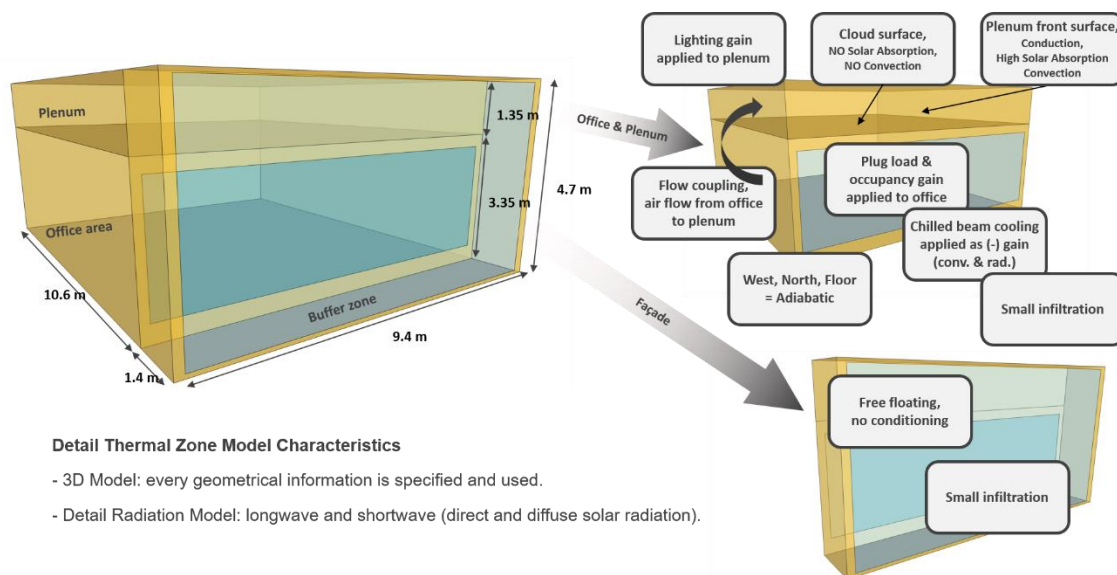 Plenum
Office area
Buffer zone
1.35 m
3.35 m
4.7 m
10.6 m
1.4 m
9.4 m
Office & Plenum
Façade
Lighting gain
applied to plenum
Cloud surface,
NO Solar Absorption,
NO Convection
Plenum front surface,
Conduction,
High Solar Absorption
Convection
Flow coupling,
air flow from office
to plenum
Plug load &
occupancy gain
applied to office
Chilled beam cooling
applied as (-) gain
(conv. & rad.)
West, North, Floor
= Adiabatic
Small infiltration
Free floating,
no conditioning
Small infiltration
Detail Thermal Zone Model Characteristics
- 3D Model: every geometrical information is specified and used.
- Detail Radiation Model: longwave and shortwave (direct and diffuse solar radiation).